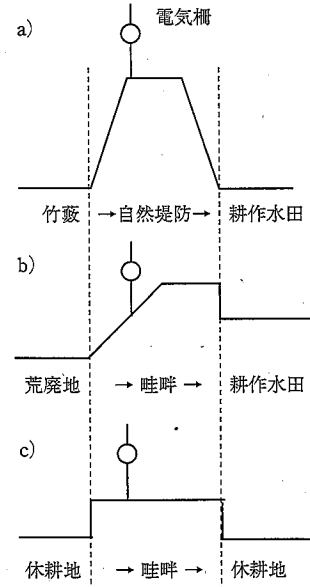 a)
電気柵
竹薮 →自然堤防→ 耕作水田
b)
荒廃地 →畦畔→ 耕作水田
c)
休耕地 →畦畔→ 休耕地